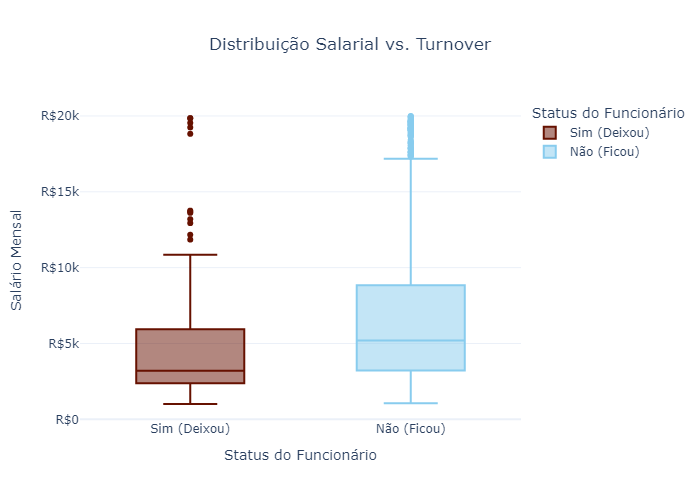 Distribuição Salarial vs. Turnover
Status do Funcionário
Sim (Deixou)
Não (Ficou)
R$20k
R$15k
R$10k
R$5k
R$0
Salário Mensal
Sim (Deixou)
Não (Ficou)
Status do Funcionário